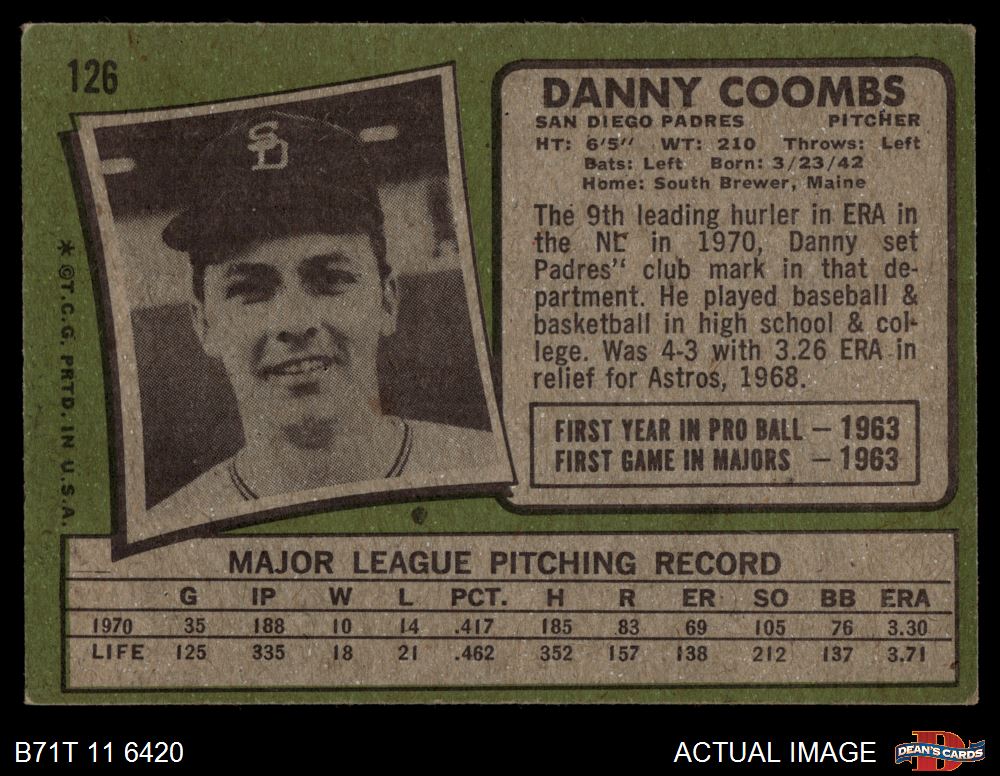 126
DANNY COOMBS
SAN DIEGO PADRES PITCHER
HT: 6'5" WT: 210 Throws: Left
Bats: Left Born: 3/23/42
Home: South Brewer, Maine
The 9th leading hurler in ERA in
the NL in 1970, Danny set
Padres'' club mark in that de-
partment. He played baseball &
basketball in high school & col-
lege. Was 4-3 with 3.26 ERA in
relief for Astros, 1968.
FIRST YEAR IN PRO BALL — 1963
FIRST GAME IN MAJORS — 1963
SD
* ©T.C.G. PRTD. IN U.S.A.
MAJOR LEAGUE PITCHING RECORD
G IP W L PCT. H R ER SO BB ERA
1970 35 188 10 14 .417 185 83 69 105 76 3.30
LIFE 125 335 18 21 .462 352 157 138 212 137 3.71
B71T 11 6420
ACTUAL IMAGE
D
DEAN'S CARDS